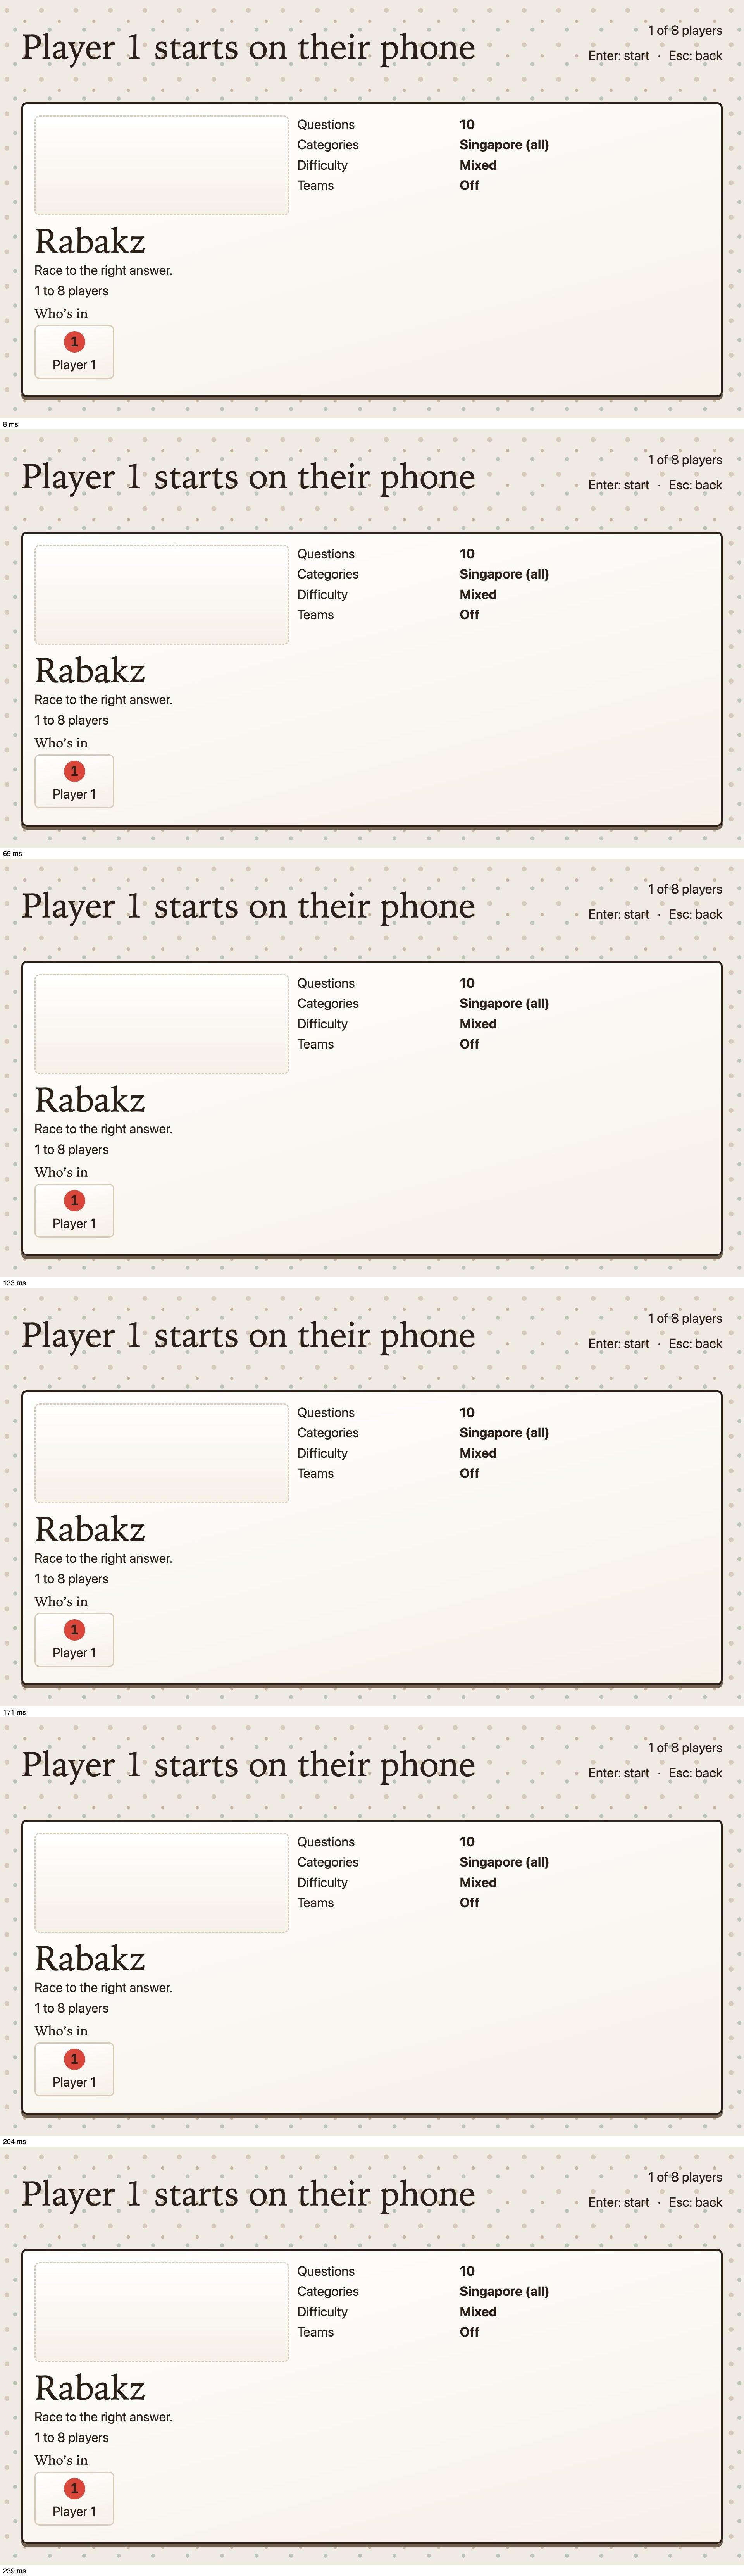 Player 1 starts on their phone
1 of 8 players
Enter: start · Esc: back
Questions 10
Categories Singapore (all)
Difficulty Mixed
Teams Off
Rabakz
Race to the right answer.
1 to 8 players
Who's in
1
Player 1
8 ms
Player 1 starts on their phone
1 of 8 players
Enter: start · Esc: back
Questions 10
Categories Singapore (all)
Difficulty Mixed
Teams Off
Rabakz
Race to the right answer.
1 to 8 players
Who's in
1
Player 1
69 ms
Player 1 starts on their phone
1 of 8 players
Enter: start · Esc: back
Questions 10
Categories Singapore (all)
Difficulty Mixed
Teams Off
Rabakz
Race to the right answer.
1 to 8 players
Who's in
1
Player 1
133 ms
Player 1 starts on their phone
1 of 8 players
Enter: start · Esc: back
Questions 10
Categories Singapore (all)
Difficulty Mixed
Teams Off
Rabakz
Race to the right answer.
1 to 8 players
Who's in
1
Player 1
171 ms
Player 1 starts on their phone
1 of 8 players
Enter: start · Esc: back
Questions 10
Categories Singapore (all)
Difficulty Mixed
Teams Off
Rabakz
Race to the right answer.
1 to 8 players
Who's in
1
Player 1
204 ms
Player 1 starts on their phone
1 of 8 players
Enter: start · Esc: back
Questions 10
Categories Singapore (all)
Difficulty Mixed
Teams Off
Rabakz
Race to the right answer.
1 to 8 players
Who's in
1
Player 1
239 ms